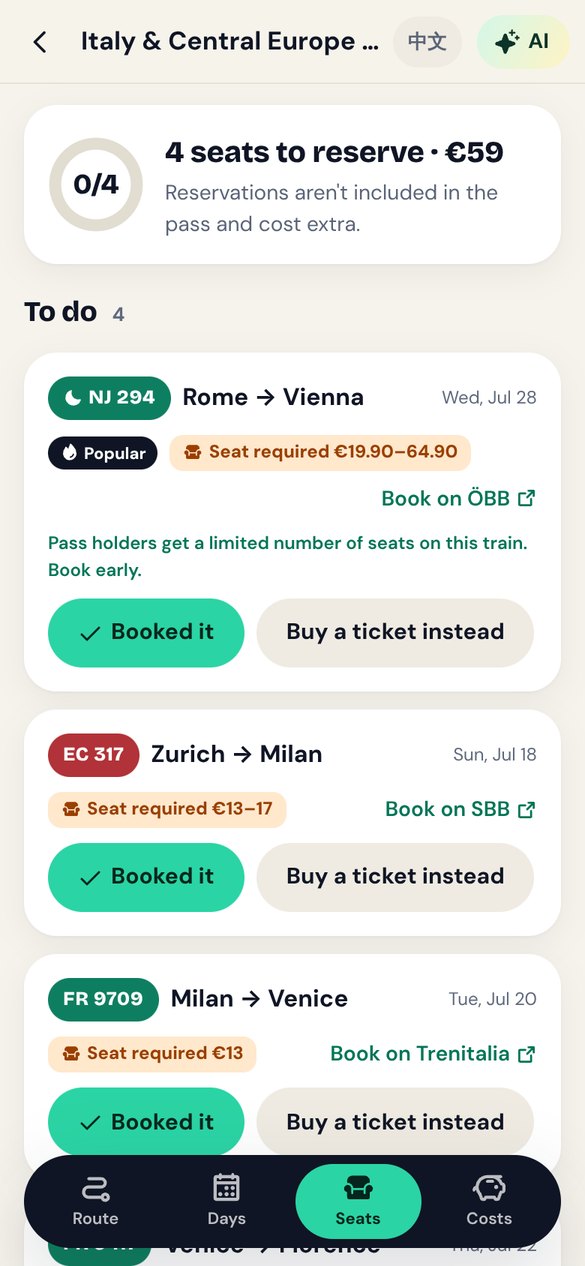 Italy & Central Europe ...
中文
AI
0/4
4 seats to reserve · €59
Reservations aren't included in the
pass and cost extra.
To do 4
NJ 294 Rome → Vienna Wed, Jul 28
Popular Seat required €19.90–64.90
Book on ÖBB
Pass holders get a limited number of seats on this train.
Book early.
Booked it Buy a ticket instead
EC 317 Zurich → Milan Sun, Jul 18
Seat required €13–17 Book on SBB
Booked it Buy a ticket instead
FR 9709 Milan → Venice Tue, Jul 20
Seat required €13 Book on Trenitalia
Booked it Buy a ticket instead
Route Days Seats Costs
Venice → Florence Thu, Jul 22